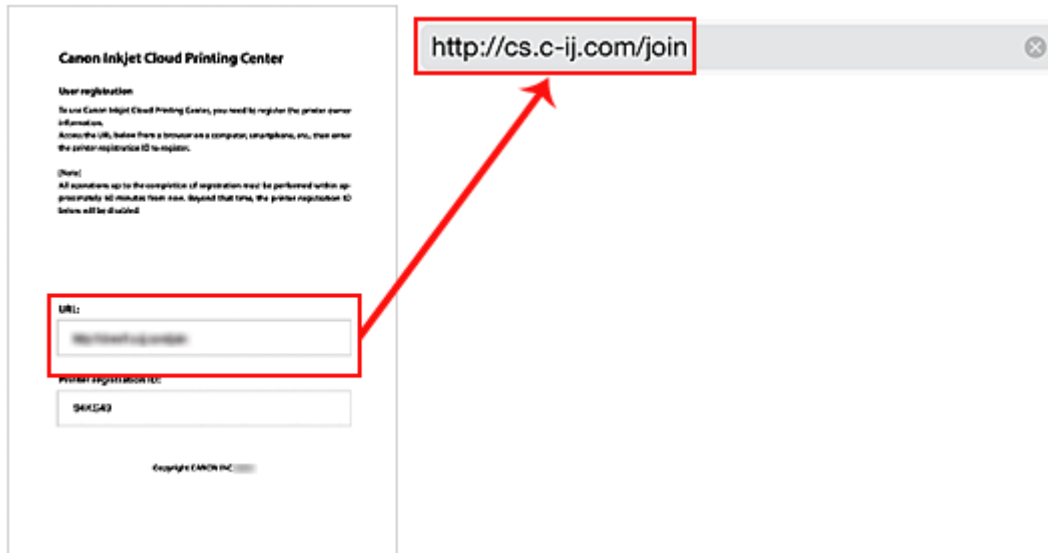 Canon Inkjet Cloud Printing Center
User registration
To use Canon Inkjet Cloud Printing Center, you need to register the printer owner
information.
Access the URL below from a browser on a computer, smartphone, etc., then enter
the printer registration ID to register.
[Note]
All operations up to the completion of registration must be performed within ap-
proximately 60 minutes from now. Beyond that time, the printer registration ID
below will be disabled.
URL:
Printer registration ID:
Copyright CANON INC.
http://cs.c-ij.com/join